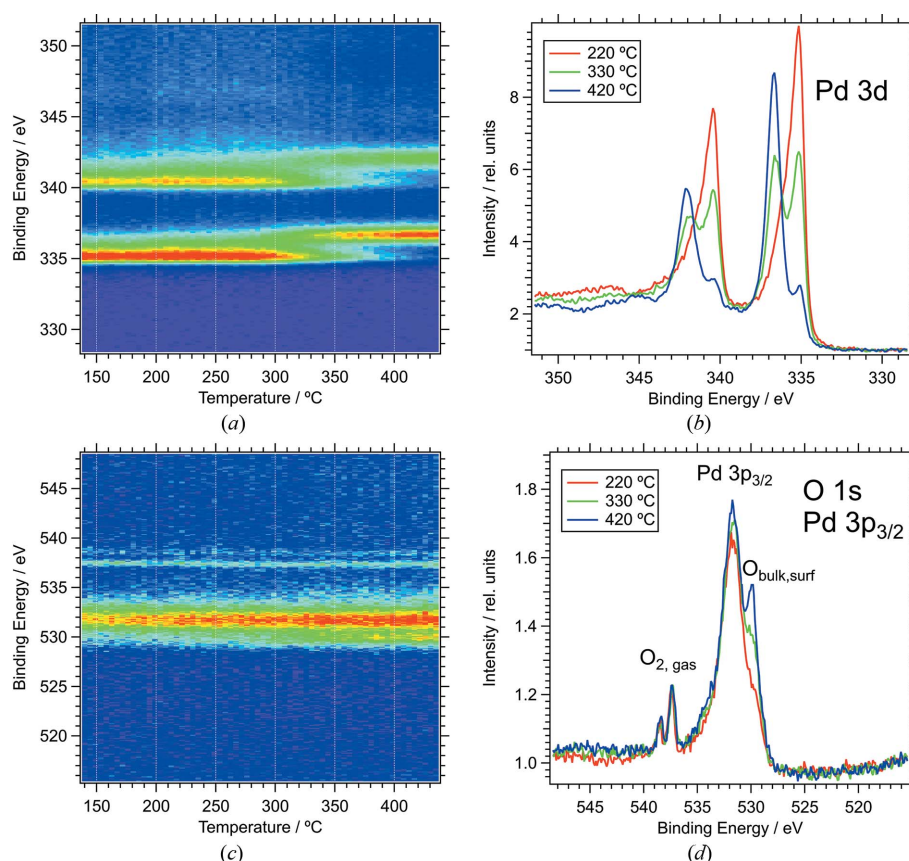 350
345
340
335
330
Binding Energy / eV
150 200 250 300 350 400
Temperature / ºC
(a)
220 ºC
330 ºC
420 ºC
Pd 3d
8
6
4
2
Intensity / rel. units
350 345 340 335 330
Binding Energy / eV
(b)
545
540
535
530
525
520
Binding Energy / eV
150 200 250 300 350 400
Temperature / ºC
(c)
220 ºC
330 ºC
420 ºC
Pd 3p3/2
O 1s
Pd 3p3/2
Obulk,surf
O2, gas
1.8
1.6
1.4
1.2
1.0
Intensity / rel. units
545 540 535 530 525 520
Binding Energy / eV
(d)